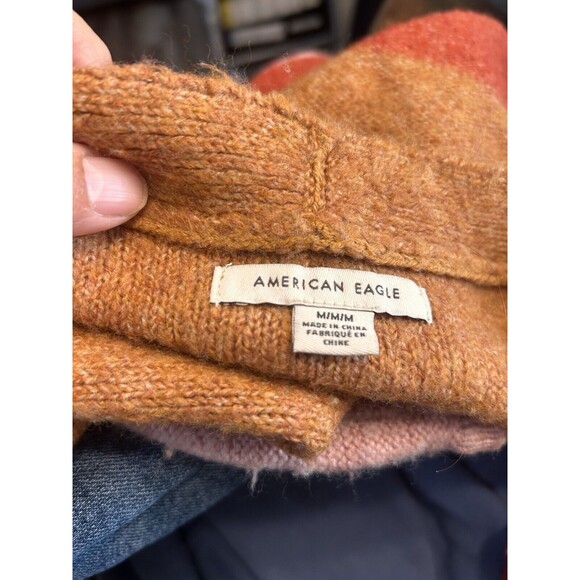 AMERICAN EAGLE
M/M/M
MADE IN CHINA
FABRIQUÉ EN
CHINE